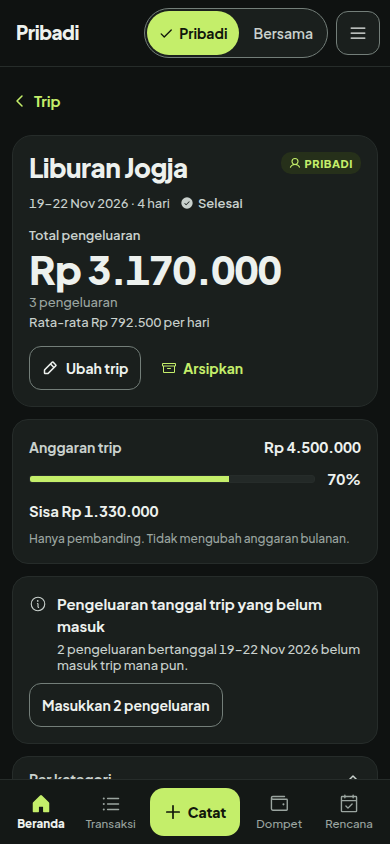 Pribadi
Pribadi
Bersama
Trip
Liburan Jogja
PRIBADI
19–22 Nov 2026 · 4 hari
Selesai
Total pengeluaran
Rp 3.170.000
3 pengeluaran
Rata-rata Rp 792.500 per hari
Ubah trip
Arsipkan
Anggaran trip
Rp 4.500.000
70%
Sisa Rp 1.330.000
Hanya pembanding. Tidak mengubah anggaran bulanan.
Pengeluaran tanggal trip yang belum
masuk
2 pengeluaran bertanggal 19–22 Nov 2026 belum
masuk trip mana pun.
Masukkan 2 pengeluaran
Per kategori
Beranda
Transaksi
Catat
Dompet
Rencana